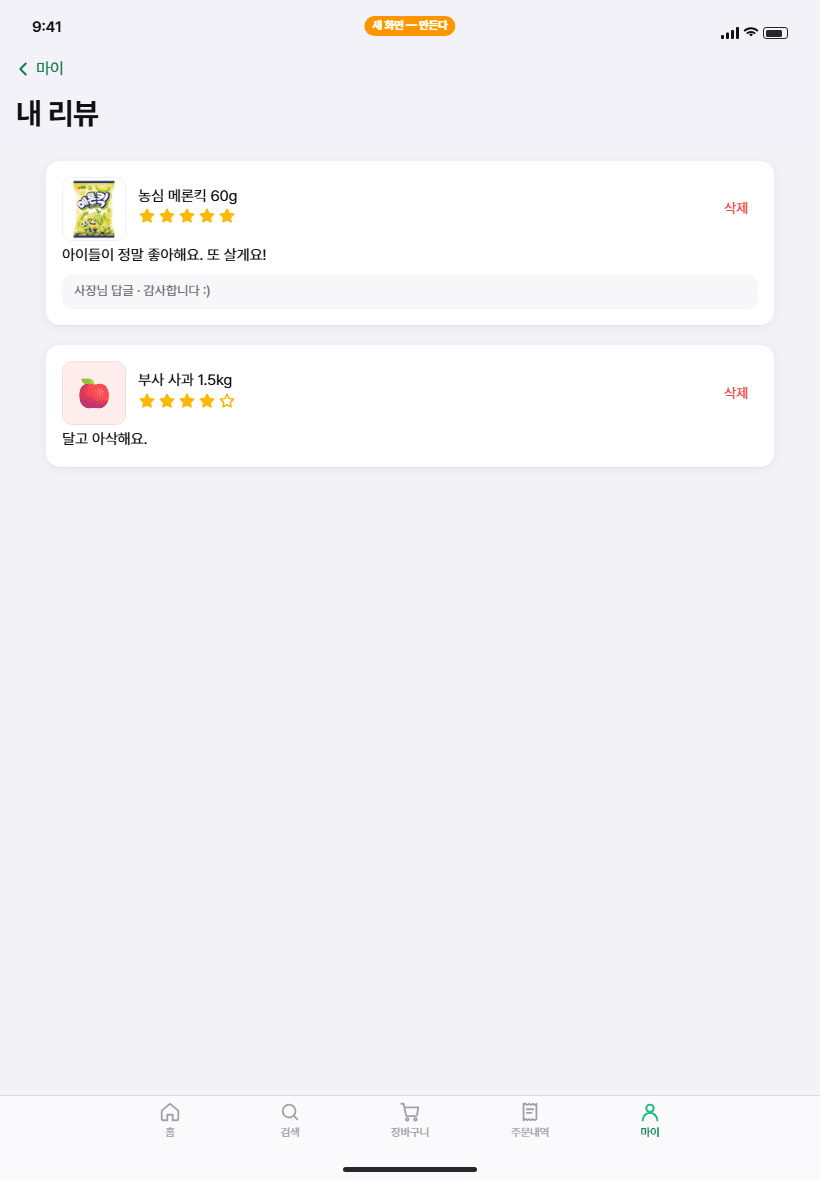 9:41
새 화면 — 만든다
마이
내 리뷰
메론킥
농심 메론킥 60g
삭제
아이들이 정말 좋아해요. 또 살게요!
사장님 답글 · 감사합니다 :)
부사 사과 1.5kg
삭제
달고 아삭해요.
홈
검색
장바구니
주문내역
마이